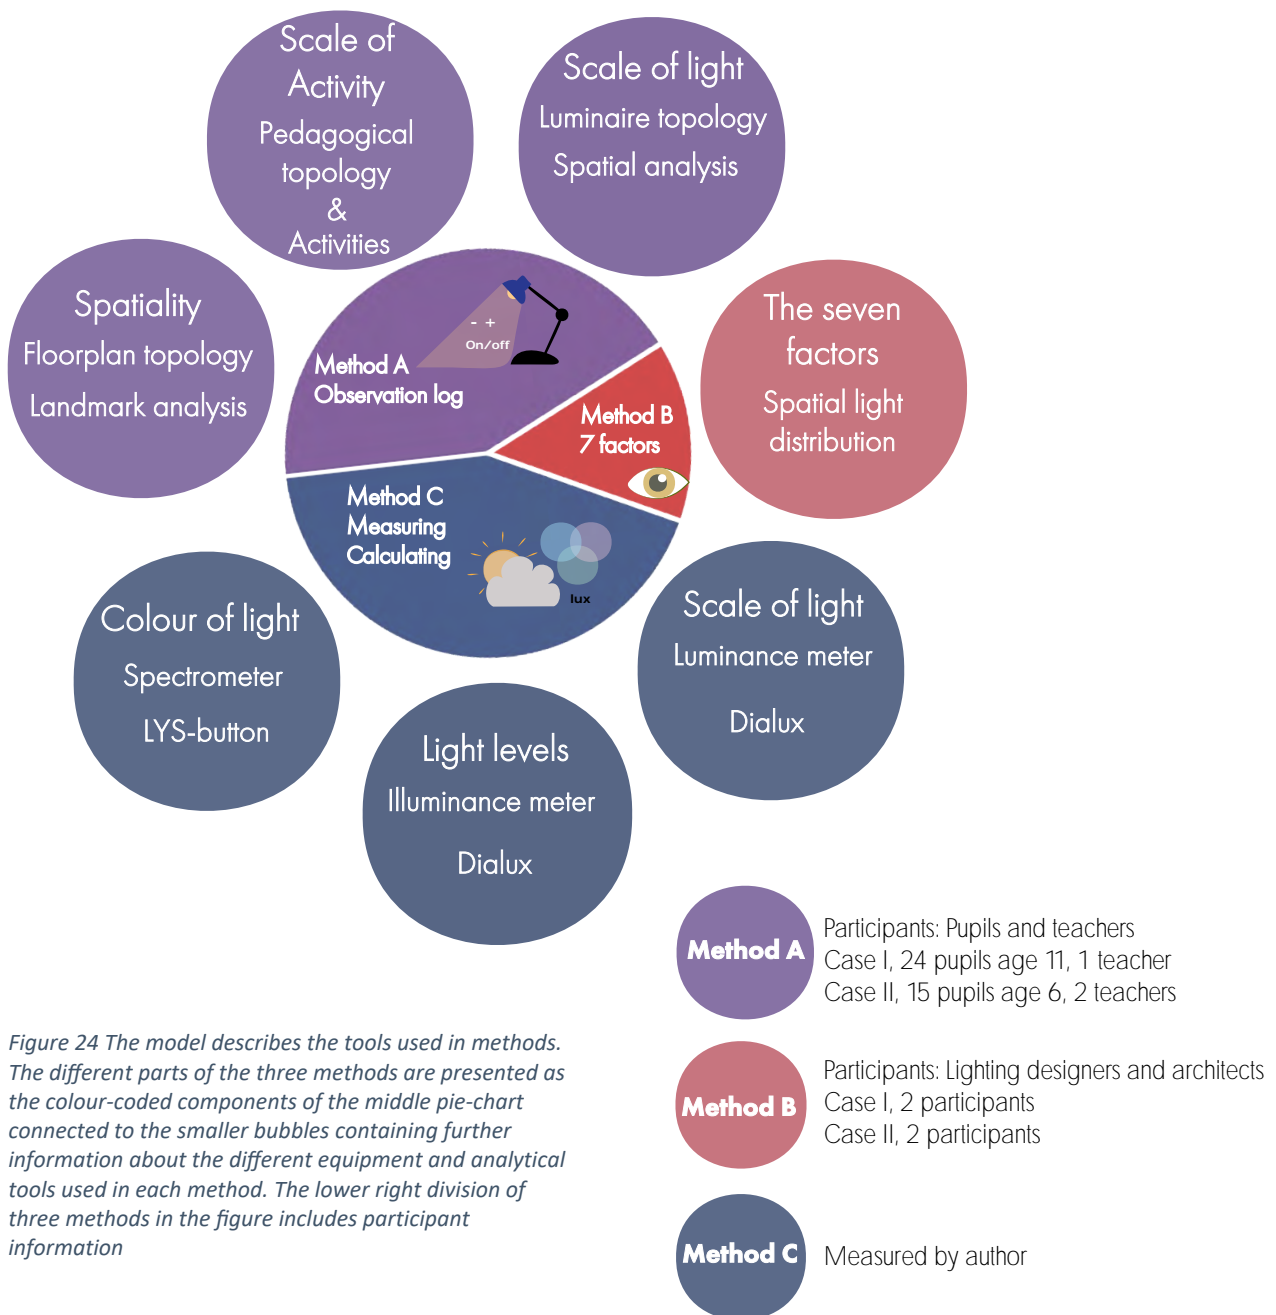 Scale of
Activity
Pedagogical
topology
&
Activities
Scale of light
Luminaire topology
Spatial analysis
Spatiality
Floorplan topology
Landmark analysis
The seven
factors
Spatial light
distribution
- +
On/off
Method A
Observation log
Method B
7 factors
Method C
Measuring
Calculating
lux
Colour of light
Spectrometer
LYS-button
Light levels
Illuminance meter
Dialux
Scale of light
Luminance meter
Dialux
Method A
Participants: Pupils and teachers
Case I, 24 pupils age 11, 1 teacher
Case II, 15 pupils age 6, 2 teachers
Method B
Participants: Lighting designers and architects
Case I, 2 participants
Case II, 2 participants
Method C
Measured by author
Figure 24 The model describes the tools used in methods.
The different parts of the three methods are presented as
the colour-coded components of the middle pie-chart
connected to the smaller bubbles containing further
information about the different equipment and analytical
tools used in each method. The lower right division of
three methods in the figure includes participant
information